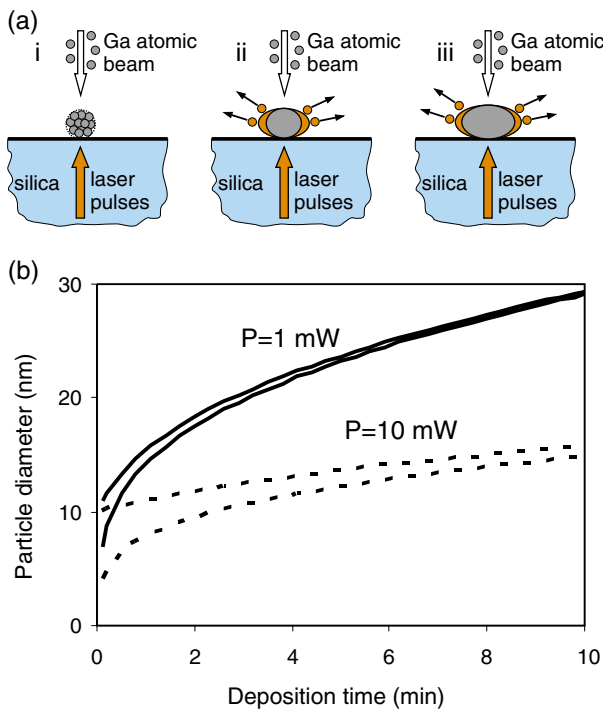 (a)
i
Ga atomic
beam
ii
Ga atomic
beam
iii
Ga atomic
beam
silica
laser
pulses
silica
laser
pulses
silica
laser
pulses
(b)
30
20
10
0
P=1 mW
P=10 mW
Particle diameter (nm)
0
2
4
6
8
10
Deposition time (min)